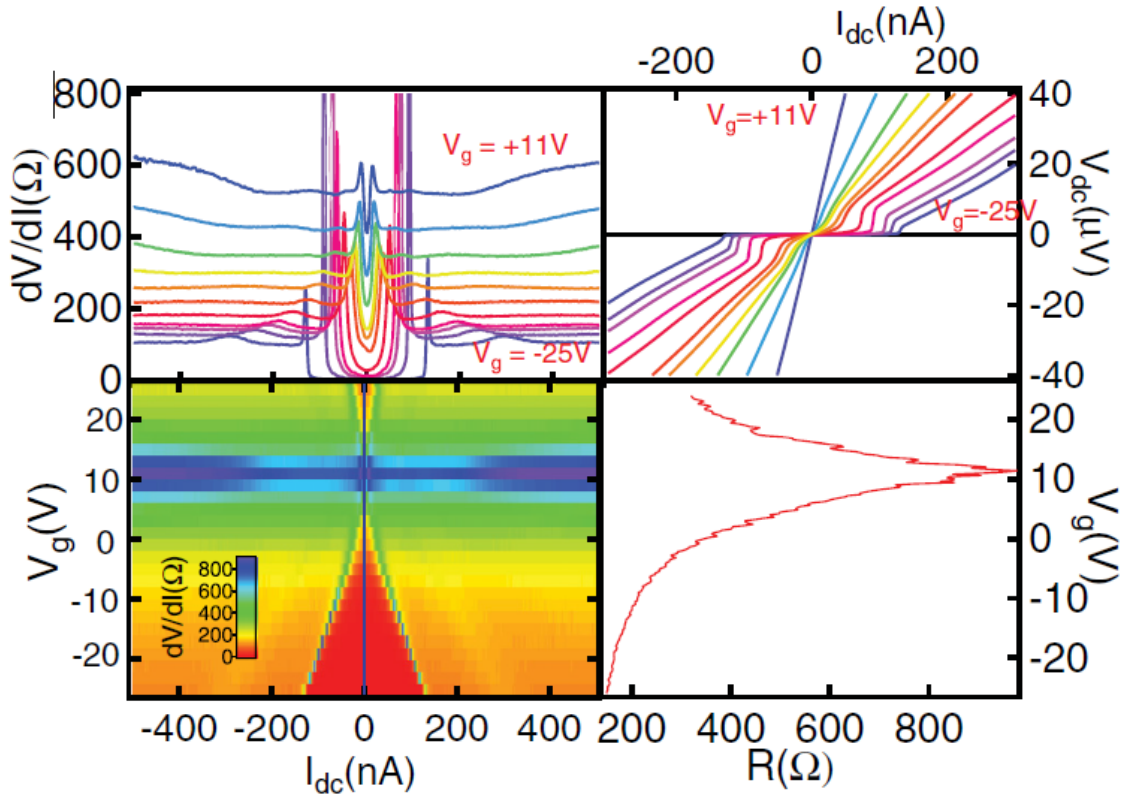 I_dc(nA)
-200 0 200
800
600
400
200
0
dV/dI(Ω)
V_g = +11V
V_g = -25V
V_g=+11V
V_g=-25V
40
20
0
-20
-40
V_dc(µV)
20
10
0
-10
-20
V_g(V)
dV/dI(Ω)
800
600
400
200
0
20
10
0
-10
-20
V_g(V)
-400 -200 0 200 400
I_dc(nA)
200 400 600 800
R(Ω)